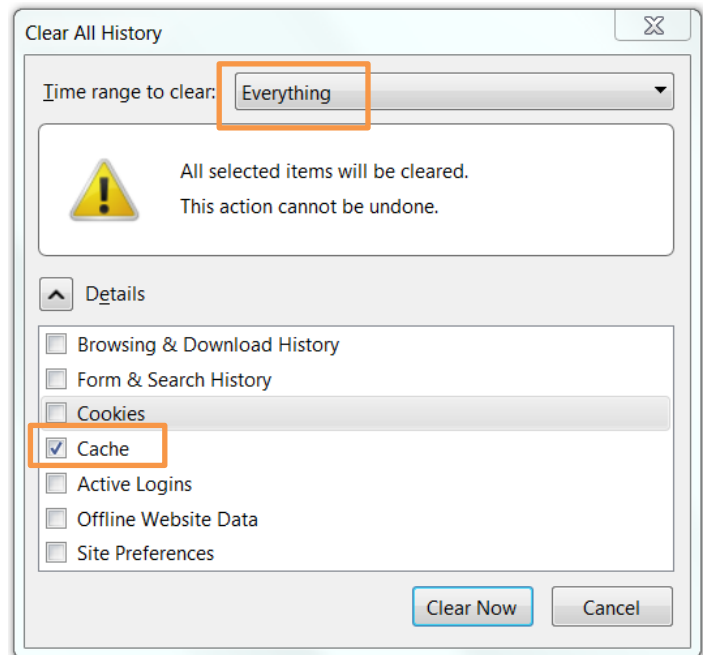 Clear All History
Time range to clear: Everything
All selected items will be cleared.
This action cannot be undone.
Details
Browsing & Download History
Form & Search History
Cookies
Cache
Active Logins
Offline Website Data
Site Preferences
Clear Now Cancel